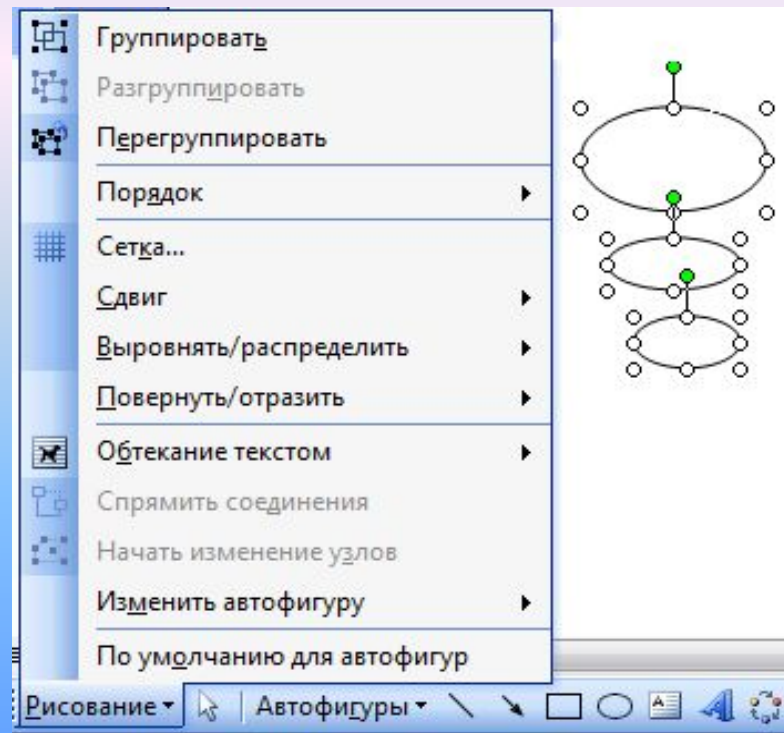 Группировать
Разгруппировать
Перегруппировать
Порядок
Сетка...
Сдвиг
Выровнять/распределить
Повернуть/отразить
Обтекание текстом
Спрямить соединения
Начать изменение узлов
Изменить автофигуру
По умолчанию для автофигур
Рисование Автофигуры